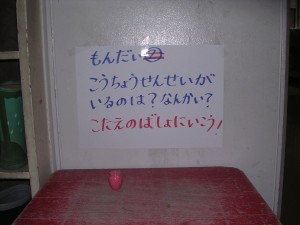 もんだい②
こうちょうせんせいが
いるのは？なんかい？
こたえのばしょにいこう！